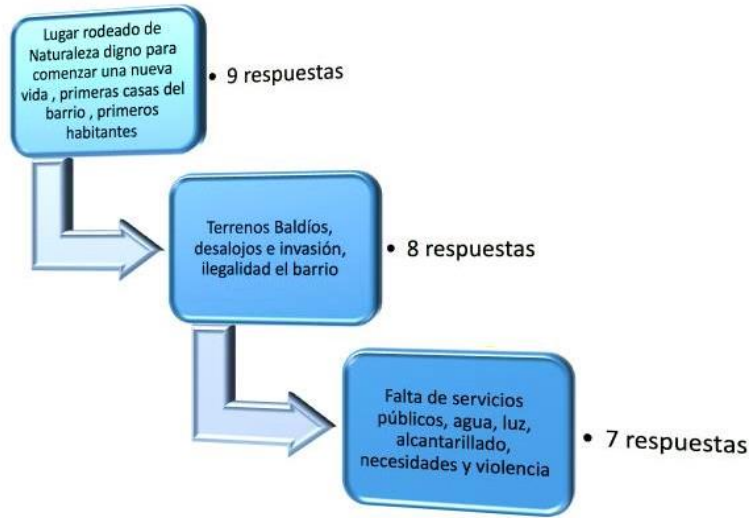 Lugar rodeado de
Naturaleza digno para
comenzar una nueva
vida , primeras casas del
barrio , primeros
habitantes
• 9 respuestas
Terrenos Baldíos,
desalojos e invasión,
ilegalidad el barrio
• 8 respuestas
Falta de servicios
públicos, agua, luz,
alcantarillado,
necesidades y violencia
• 7 respuestas